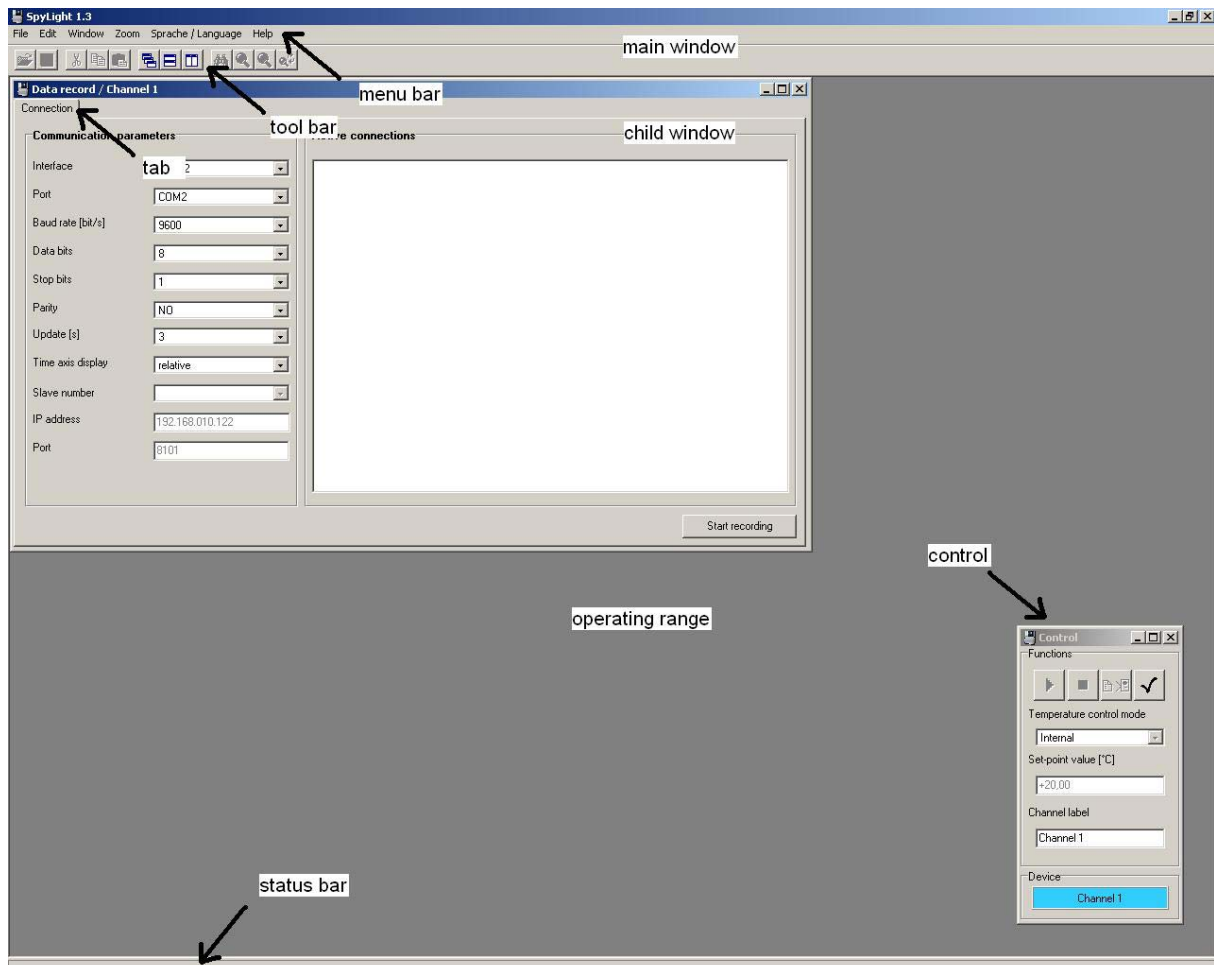 SpyLight 1.3
File Edit Window Zoom Sprache / Language Help
main window
Data record / Channel 1
menu bar
Connection
tool bar
child window
Communication parameters
connections
tab
Interface
2
Port
COM2
Baud rate [bit/s]
9600
Data bits
8
Stop bits
1
Parity
NO
Update [s]
3
Time axis display
relative
Slave number
IP address
192.168.010.122
Port
8101
Start recording
control
operating range
Control
Functions
Temperature control mode
Internal
Set-point value [°C]
+20,00
Channel label
Channel 1
Device
Channel 1
status bar